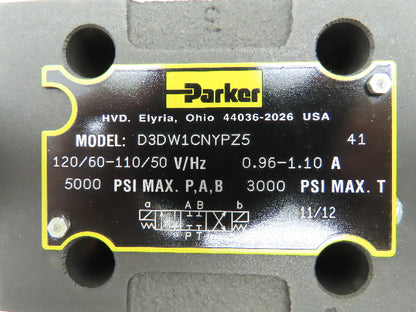 Parker
HVD. Elyria, Ohio 44036-2026 USA
MODEL: D3DW1CNYPZ5 41
120/60-110/50 V/Hz 0.96-1.10 A
5000 PSI MAX. P,A,B 3000 PSI MAX. T
a A B b
P T
11/12